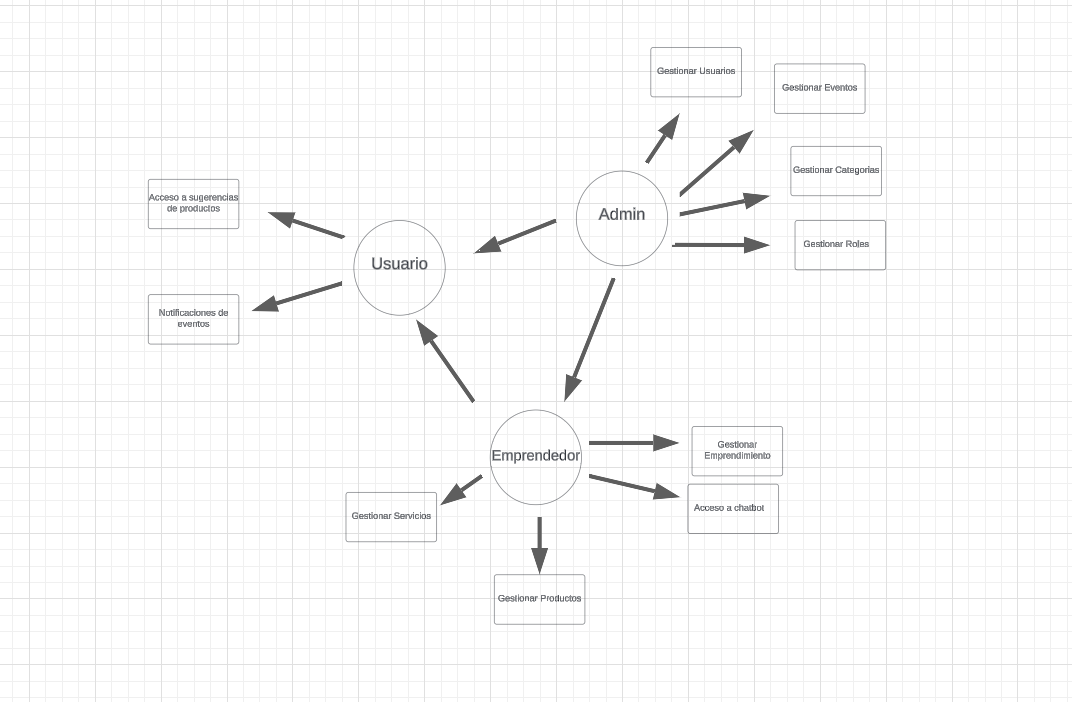 Gestionar Usuarios
Gestionar Eventos
Gestionar Categorias
Acceso a sugerencias
de productos
Admin
Gestionar Roles
Usuario
Notificaciones de
eventos
Emprendedor
Gestionar
Emprendimiento
Acceso a chatbot
Gestionar Servicios
Gestionar Productos